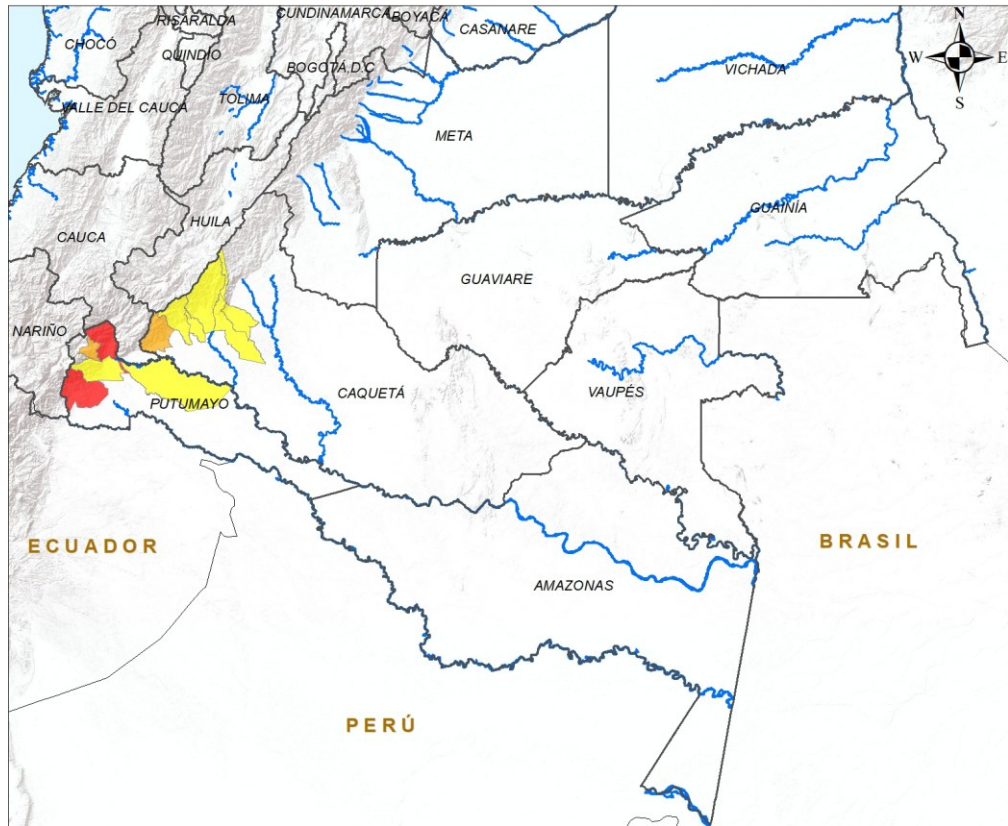 CUNDINAMARCA
BOYACÁ
RISARALDA
CASANARE
N
CHOCÓ
QUINDIO
BOGOTÁ D.C
VICHADA
W
E
TOLIMA
S
VALLE DEL CAUCA
META
GUAINÍA
HUILA
CAUCA
GUAVIARE
NARIÑO
CAQUETÁ
VAUPÉS
PUTUMAYO
ECUADOR
BRASIL
AMAZONAS
PERÚ